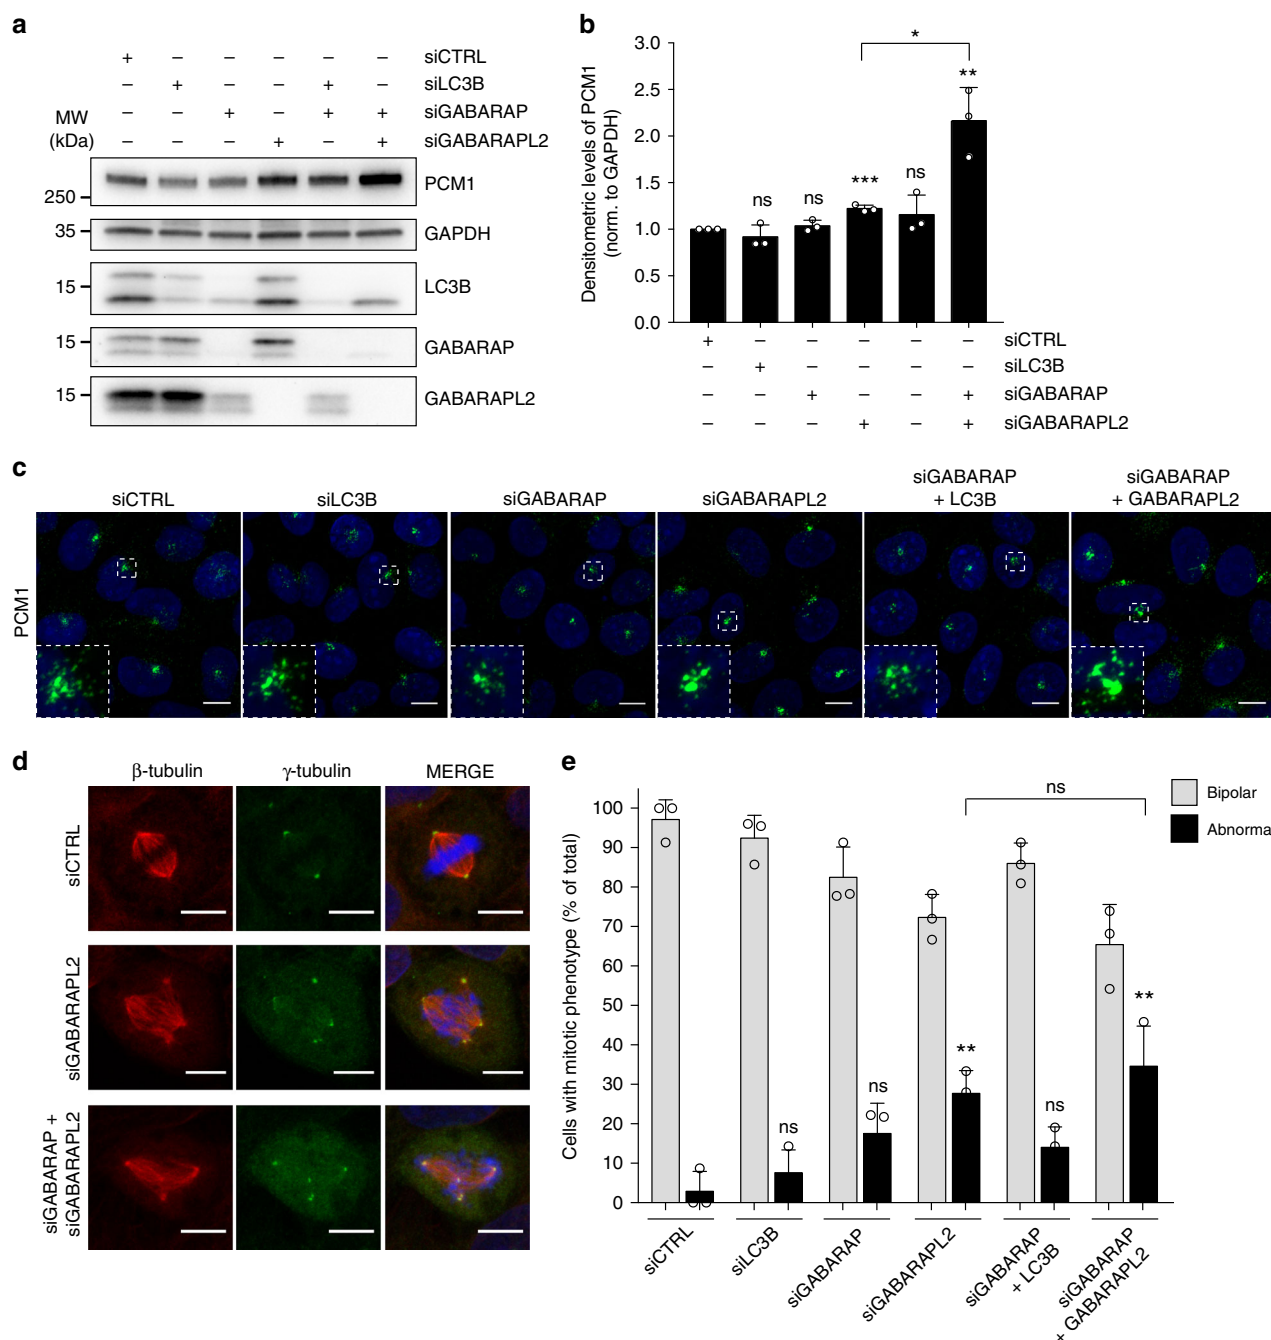 a
+ – – – – – siCTRL
– + – – + – siLC3B
– – + – + + siGABARAP
– – – + – + siGABARAPL2
MW
(kDa)
250 PCM1
35 GAPDH
15 LC3B
15 GABARAP
15 GABARAPL2
b
Densitometric levels of PCM1
(norm. to GAPDH)
3.0
2.5
2.0
1.5
1.0
0.5
0.0
*
ns ns *** ns **
+ – – – – – siCTRL
– + – – – – siLC3B
– – + – – + siGABARAP
– – – + – + siGABARAPL2
c
siCTRL
siLC3B
siGABARAP
siGABARAPL2
siGABARAP
+ LC3B
siGABARAP
+ GABARAPL2
PCM1
d
β-tubulin
γ-tubulin
MERGE
siCTRL
siGABARAPL2
siGABARAP +
siGABARAPL2
e
Cells with mitotic phenotype (% of total)
100
90
80
70
60
50
40
30
20
10
0
ns
Bipolar
Abnorma
ns
ns
**
ns
**
siCTRL
siLC3B
siGABARAP
siGABARAPL2
siGABARAP
+ LC3B
siGABARAP
+ GABARAPL2